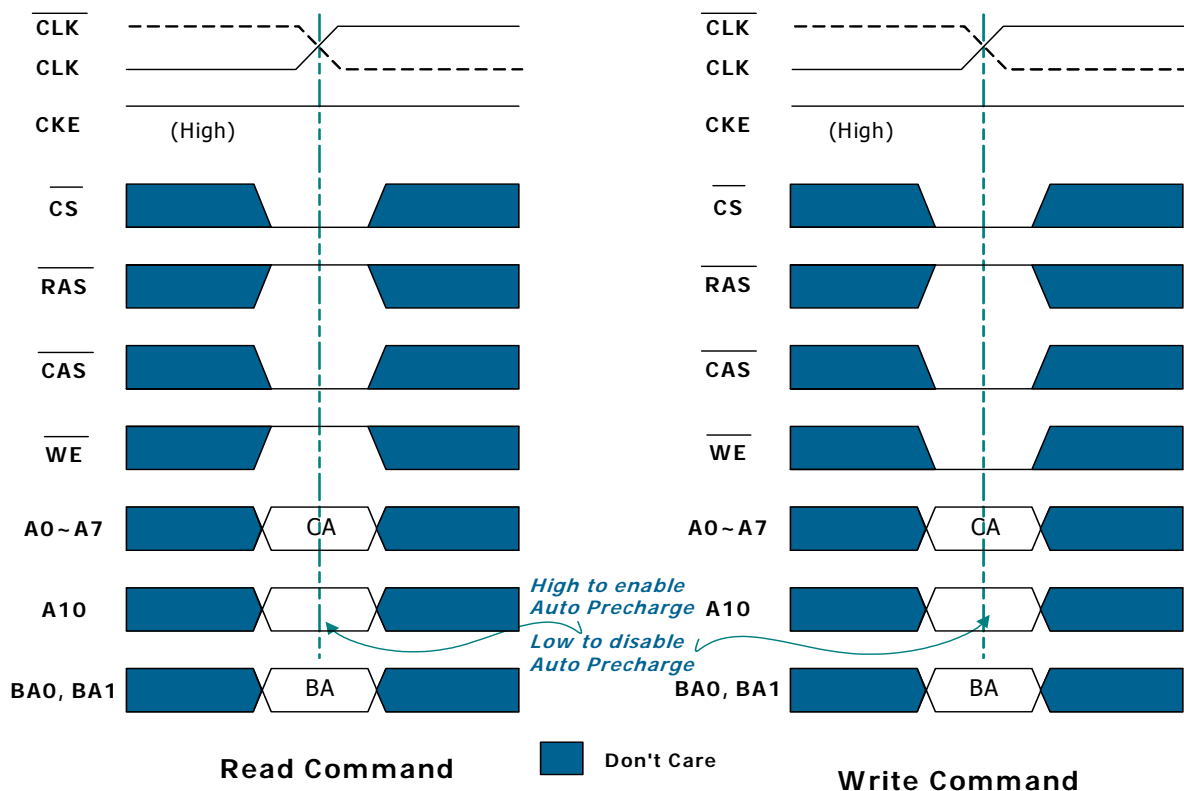 CLK CLK
CLK CLK
CKE (High) CKE (High)
CS CS
RAS RAS
CAS CAS
WE WE
A0~A7 CA A0~A7 CA
High to enable
Auto Precharge
A10 A10
Low to disable
Auto Precharge
BA0, BA1 BA BA0, BA1 BA
Read Command Don't Care Write Command